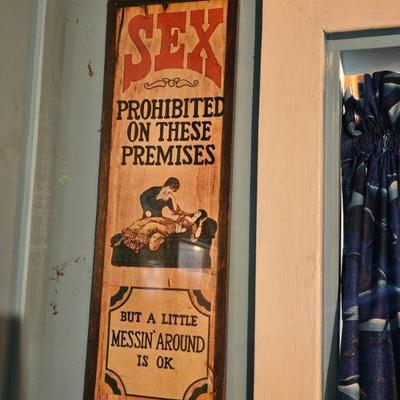 SEX
PROHIBITED
ON THESE
PREMISES
BUT A LITTLE
MESSIN' AROUND
IS OK.